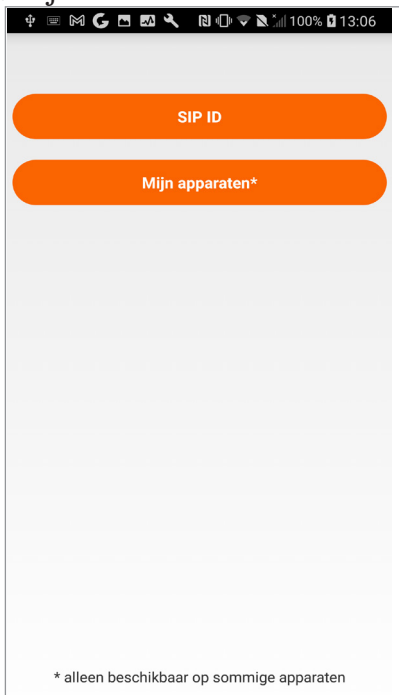 100% 13:06
SIP ID
Mijn apparaten*
* alleen beschikbaar op sommige apparaten